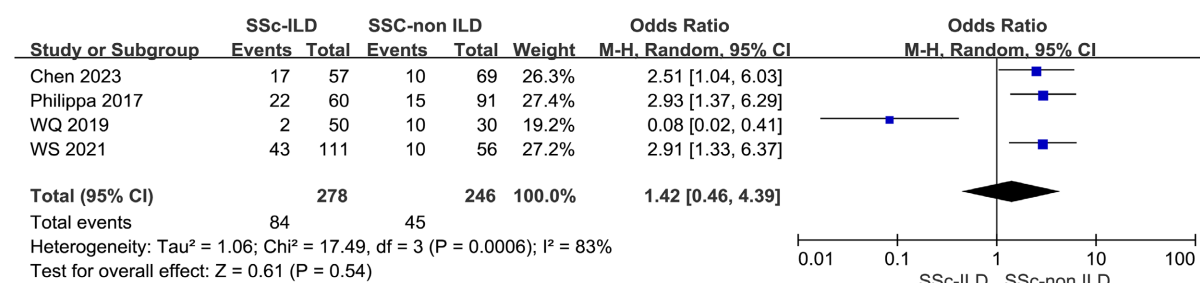 SSc-ILD SSC-non ILD Odds Ratio Odds Ratio
Study or Subgroup Events Total Events Total Weight M-H, Random, 95% CI M-H, Random, 95% CI
Chen 2023 17 57 10 69 26.3% 2.51 [1.04, 6.03]
Philippa 2017 22 60 15 91 27.4% 2.93 [1.37, 6.29]
WQ 2019 2 50 10 30 19.2% 0.08 [0.02, 0.41]
WS 2021 43 111 10 56 27.2% 2.91 [1.33, 6.37]
Total (95% CI) 278 246 100.0% 1.42 [0.46, 4.39]
Total events 84 45
Heterogeneity: Tau² = 1.06; Chi² = 17.49, df = 3 (P = 0.0006); I² = 83%
Test for overall effect: Z = 0.61 (P = 0.54)
0.01 0.1 1 10 100
SSc-ILD SSc-non ILD